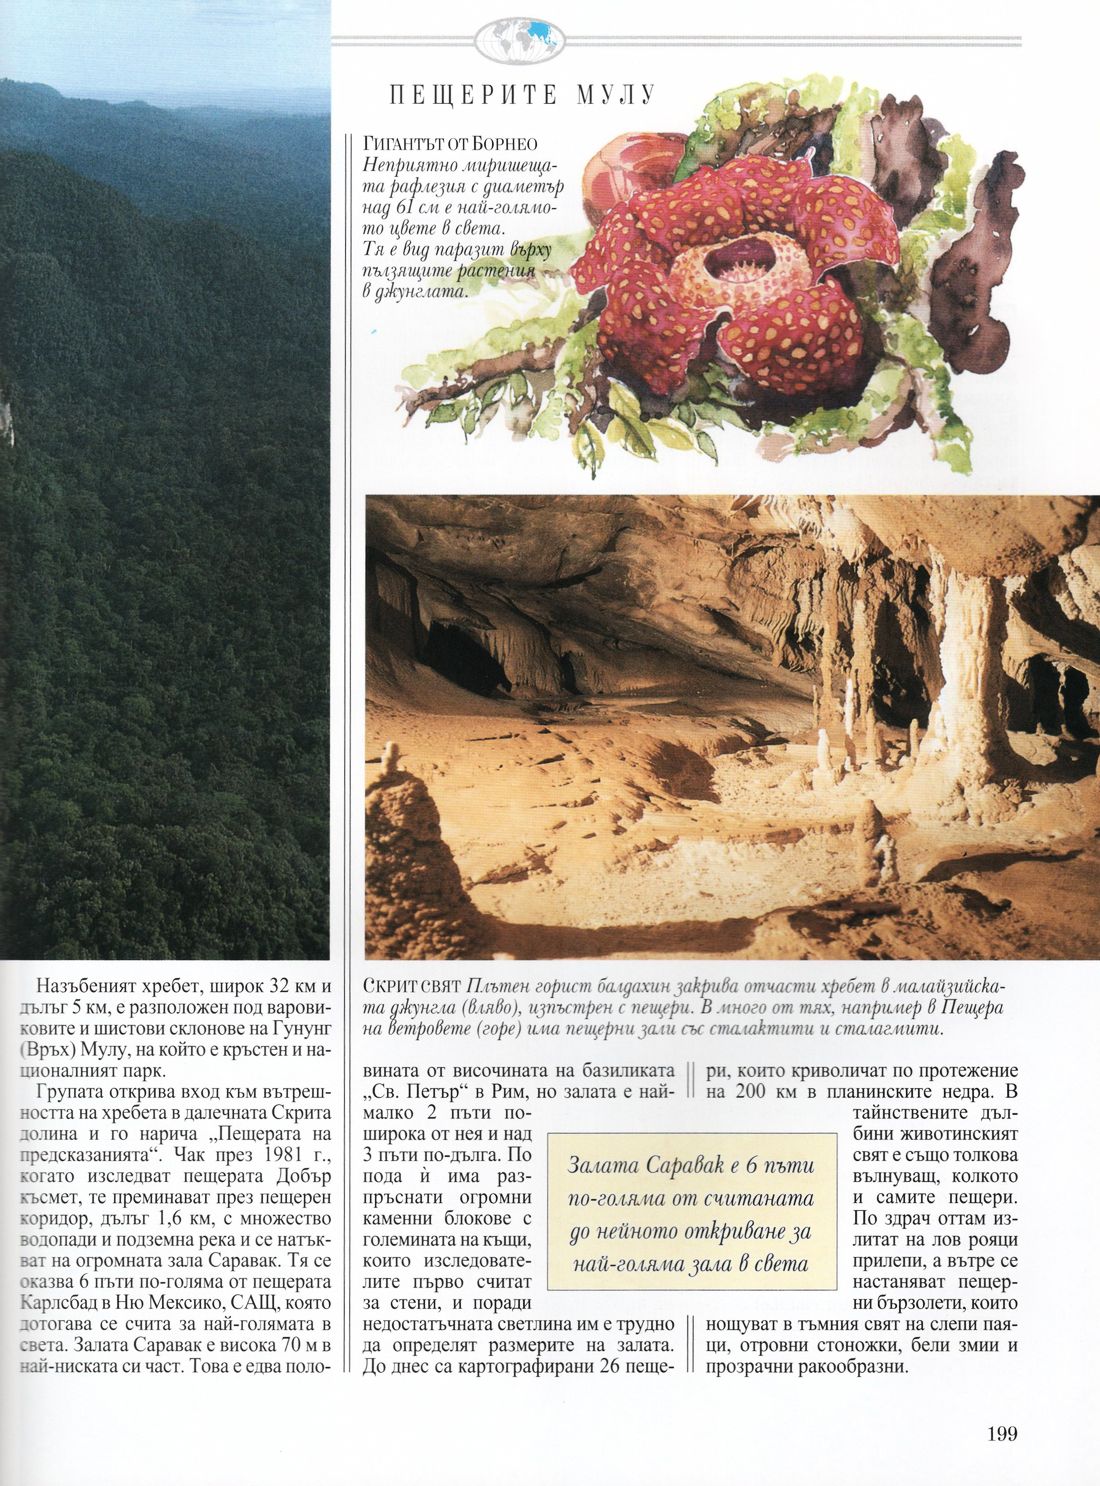 ПЕЩЕРИТЕ МУЛУ
ГИГАНТЪТ ОТ БОРНЕО
Неприятно миришеща-
та рафлезия с диаметър
над 61 см е най-голямо-
то цвете в света.
Тя е вид паразит върху
пълзящите растения
в джунглата.
СКРИТ СВЯТ Плътен горист балдахин закрива отчасти хребет в малайзийска-
та джунгла (вляво), изпъстрен с пещери. В много от тях, например в Пещера
на ветровете (горе) има пещерни зали със сталактити и сталагмити.
Назъбеният хребет, широк 32 км и
дълъг 5 км, е разположен под варови-
ковите и шистови склонове на Гунунг
(Връх) Мулу, на който е кръстен и на-
ционалният парк.
Групата открива вход към вътреш-
ността на хребета в далечната Скрита
долина и го нарича „Пещерата на
предсказанията“. Чак през 1981 г.,
когато изследват пещерата Добър
късмет, те преминават през пещерен
коридор, дълъг 1,6 км, с множество
водопади и подземна река и се натък-
ват на огромната зала Саравак. Тя се
оказва 6 пъти по-голяма от пещерата
Карлсбад в Ню Мексико, САЩ, която
дотогава се счита за най-голямата в
света. Залата Саравак е висока 70 м в
най-ниската си част. Това е едва поло-
вината от височината на базиликата
„Св. Петър“ в Рим, но залата е най-
малко 2 пъти по-
широка от нея и над
3 пъти по-дълга. По
пода ѝ има раз-
пръснати огромни
каменни блокове с
големината на къщи,
които изследовате-
лите първо считат
за стени, и поради
недостатъчната светлина им е трудно
да определят размерите на залата.
До днес са картографирани 26 пеще-
Залата Саравак е 6 пъти
по-голяма от считаната
до нейното откриване за
най-голяма зала в света
ри, които криволичат по протежение
на 200 км в планинските недра. В
тайнствените дъл-
бини животинският
свят е също толкова
вълнуващ, колкото
и самите пещери.
По здрач оттам из-
литат на лов рояци
прилепи, а вътре се
настаняват пещер-
ни бързолети, които
нощуват в тъмния свят на слепи пая-
ци, отровни стоножки, бели змии и
прозрачни ракообразни.
199